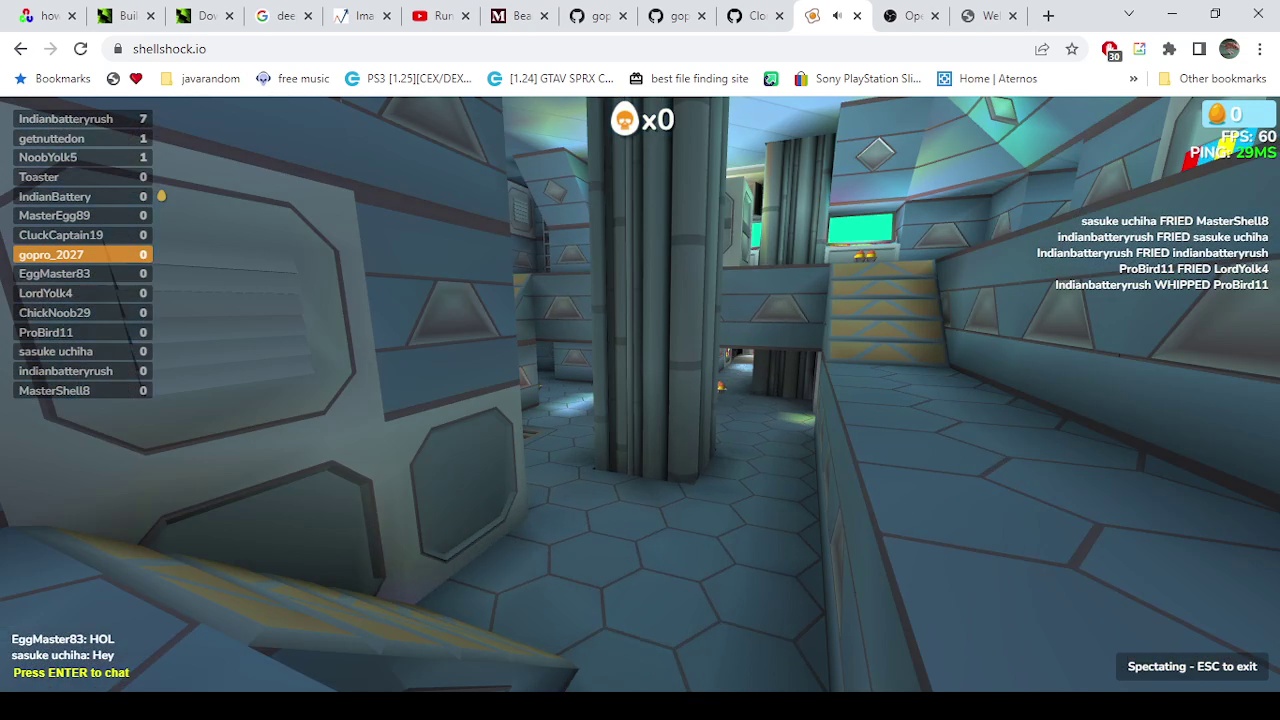 how
Buil
Dov
dee
Ima
Run
Bea
gop
gop
Clo
Ope
Wel
shellshock.io
30
Bookmarks
javarandom
free music
PS3 [1.25][CEX/DEX...
[1.24] GTAV SPRX C...
best file finding site
Sony PlayStation Sli...
Home | Aternos
»
Other bookmarks
Indianbatteryrush 7
getnuttedon 1
NoobYolk5 1
Toaster 0
IndianBattery 0
MasterEgg89 0
CluckCaptain19 0
gopro_2027 0
EggMaster83 0
LordYolk4 0
ChickNoob29 0
ProBird11 0
sasuke uchiha 0
indianbatteryrush 0
MasterShell8 0
x0
0
FPS: 60
PING: 29MS
sasuke uchiha FRIED MasterShell8
indianbatteryrush FRIED sasuke uchiha
Indianbatteryrush FRIED indianbatteryrush
ProBird11 FRIED LordYolk4
Indianbatteryrush WHIPPED ProBird11
EggMaster83: HOL
sasuke uchiha: Hey
Press ENTER to chat
Spectating - ESC to exit